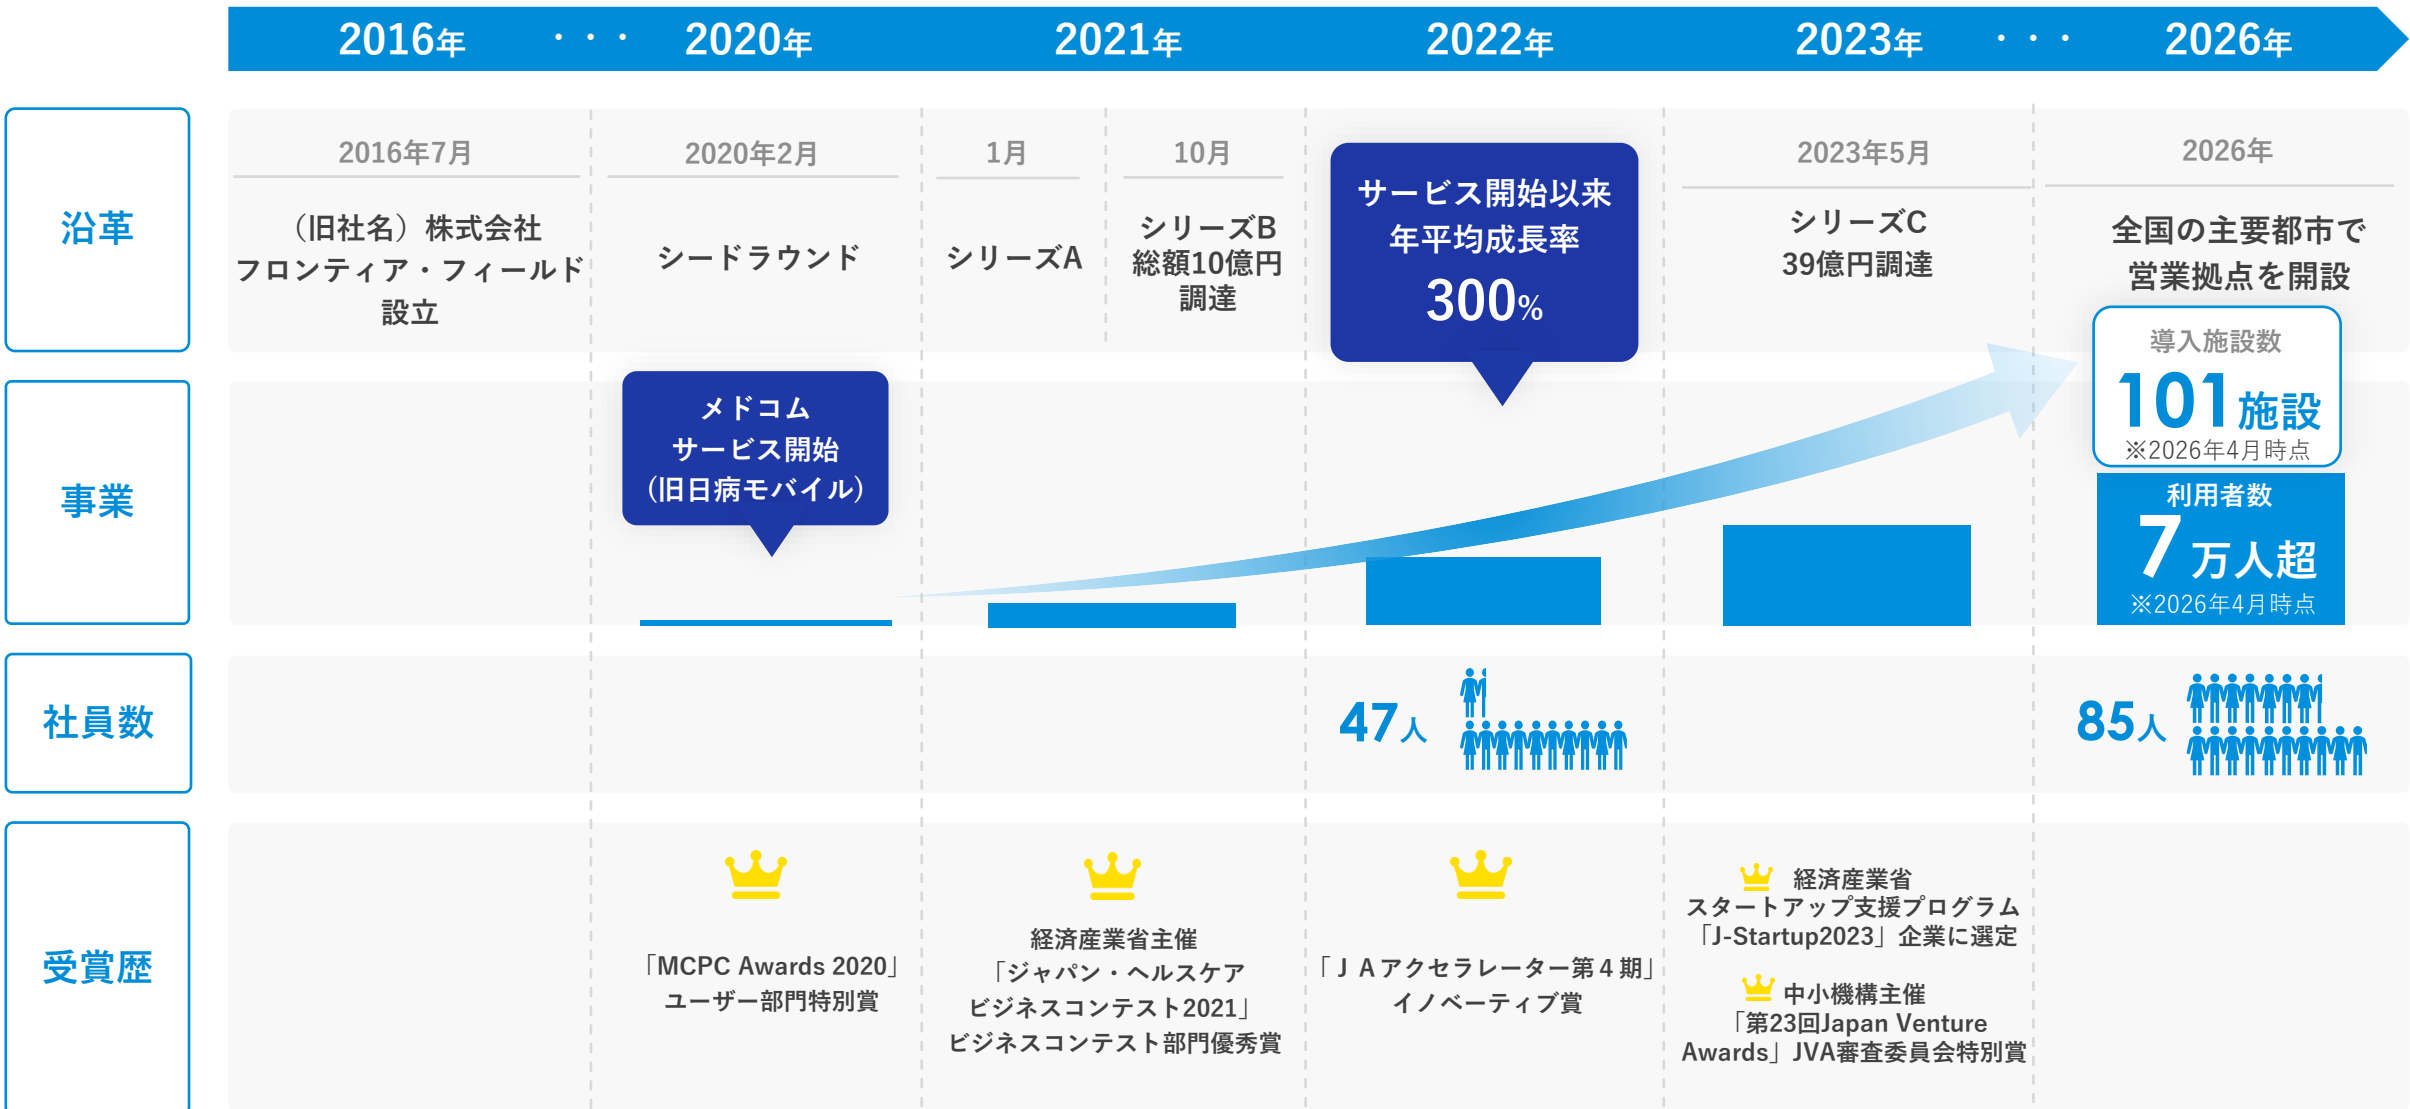 2016年 ・・・ 2020年 2021年 2022年 2023年 ・・・ 2026年
沿革
2016年7月
（旧社名）株式会社
フロンティア・フィールド
設立
2020年2月
シードラウンド
1月
シリーズA
10月
シリーズB
総額10億円
調達
サービス開始以来
年平均成長率
300%
2023年5月
シリーズC
39億円調達
2026年
全国の主要都市で
営業拠点を開設
事業
メドコム
サービス開始
(旧日病モバイル)
導入施設数
101施設
※2026年4月時点
利用者数
7万人超
※2026年4月時点
社員数
47人
85人
受賞歴
「MCPC Awards 2020」
ユーザー部門特別賞
経済産業省主催
「ジャパン・ヘルスケア
ビジネスコンテスト2021」
ビジネスコンテスト部門優秀賞
「ＪＡアクセラレーター第４期」
イノベーティブ賞
経済産業省
スタートアップ支援プログラム
「J-Startup2023」企業に選定
中小機構主催
「第23回Japan Venture
Awards」JVA審査委員会特別賞